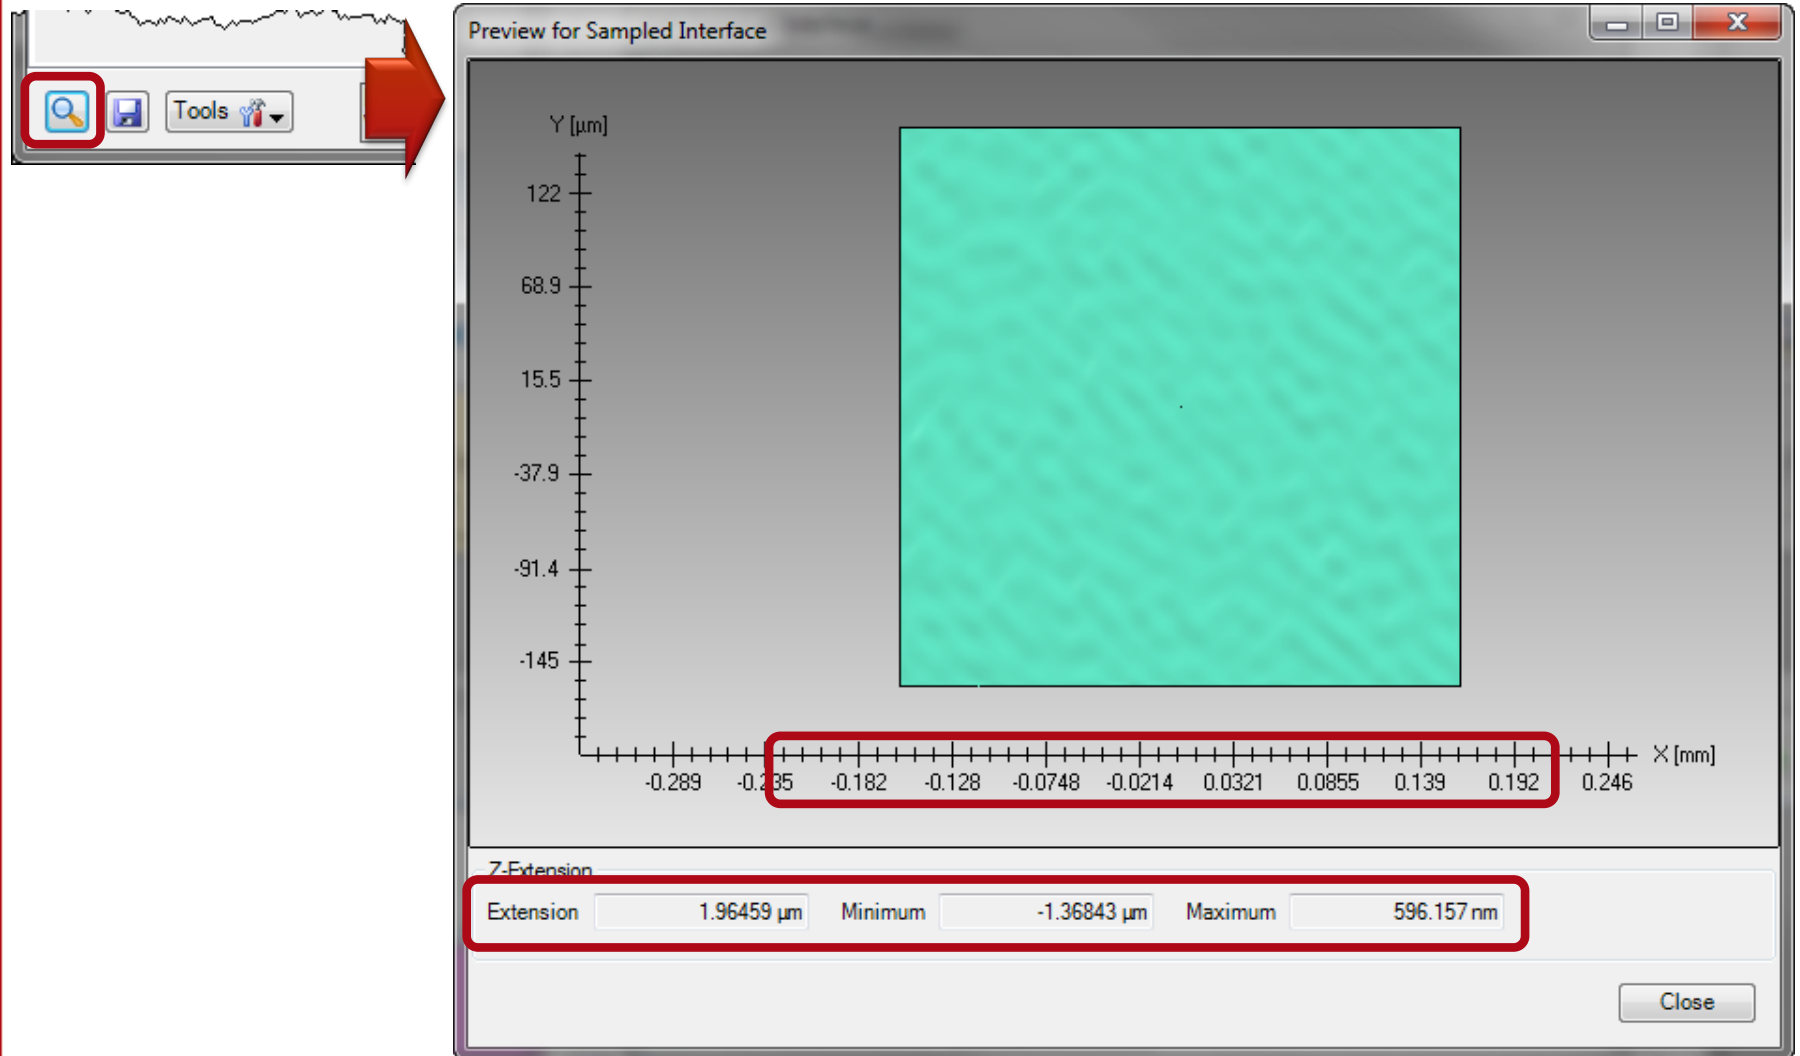 Preview for Sampled Interface
Tools
Y [µm]
122
68.9
15.5
-37.9
-91.4
-145
X [mm]
-0.289 -0.235 -0.182 -0.128 -0.0748 -0.0214 0.0321 0.0855 0.139 0.192 0.246
Z-Extension
Extension 1.96459 µm Minimum -1.36843 µm Maximum 596.157 nm
Close